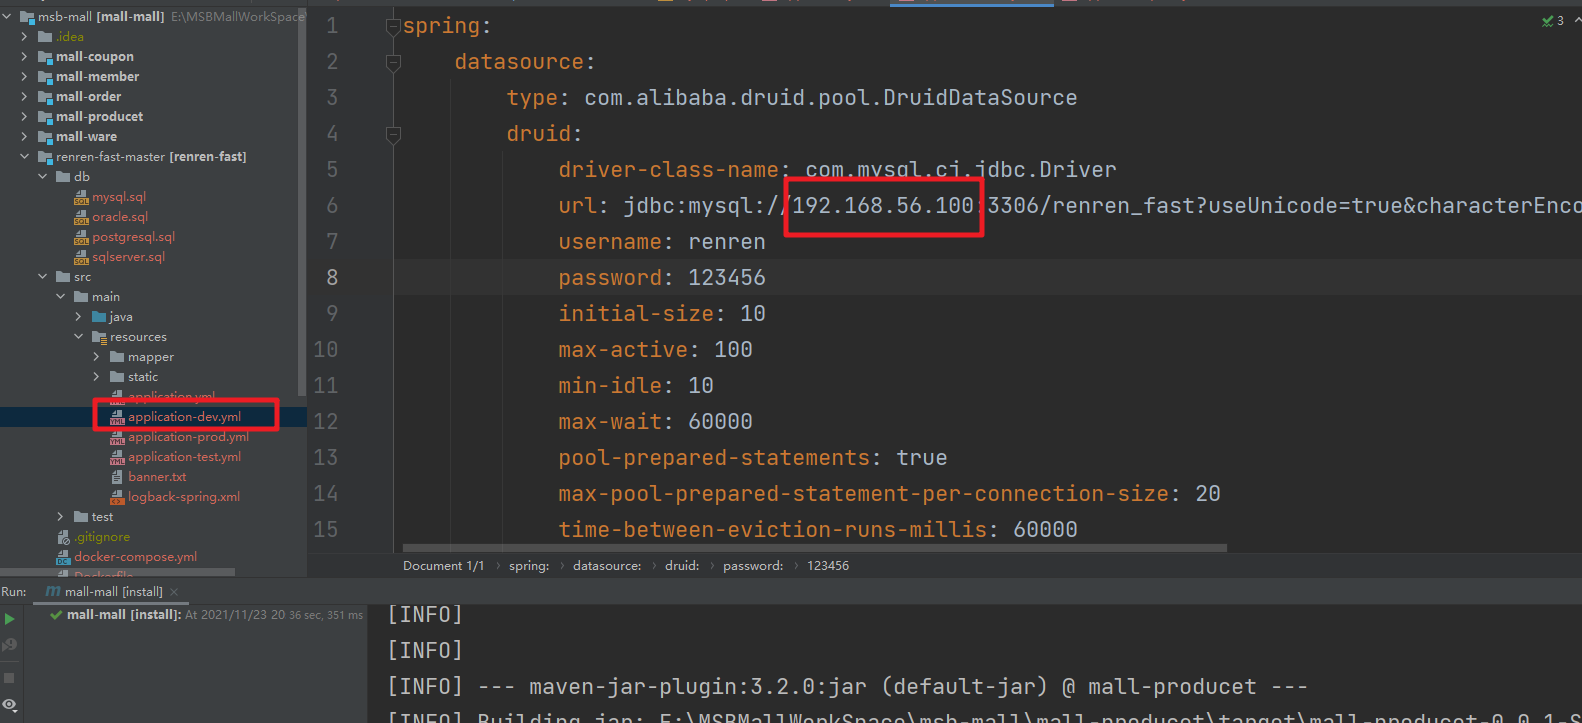 msb-mall [mall-mall] E:\MSBMallWorkSpace
.idea
mall-coupon
mall-member
mall-order
mall-producet
mall-ware
renren-fast-master [renren-fast]
db
mysql.sql
oracle.sql
postgresql.sql
sqlserver.sql
src
main
java
resources
mapper
static
application.yml
application-dev.yml
application-prod.yml
application-test.yml
banner.txt
logback-spring.xml
test
.gitignore
docker-compose.yml
Dockerfile
1 spring:
2 datasource:
3 type: com.alibaba.druid.pool.DruidDataSource
4 druid:
5 driver-class-name: com.mysql.cj.jdbc.Driver
6 url: jdbc:mysql://192.168.56.100:3306/renren_fast?useUnicode=true&characterEnco
7 username: renren
8 password: 123456
9 initial-size: 10
10 max-active: 100
11 min-idle: 10
12 max-wait: 60000
13 pool-prepared-statements: true
14 max-pool-prepared-statement-per-connection-size: 20
15 time-between-eviction-runs-millis: 60000
3
Document 1/1 › spring: › datasource: › druid: › password: › 123456
Run: mall-mall [install] ×
mall-mall [install]: At 2021/11/23 20 36 sec, 351 ms
[INFO]
[INFO]
[INFO] --- maven-jar-plugin:3.2.0:jar (default-jar) @ mall-producet ---
[INFO] Building jar: E:\MSBMallWorkSpace\msb-mall\mall-producet\target\mall-producet-0.0.1-S